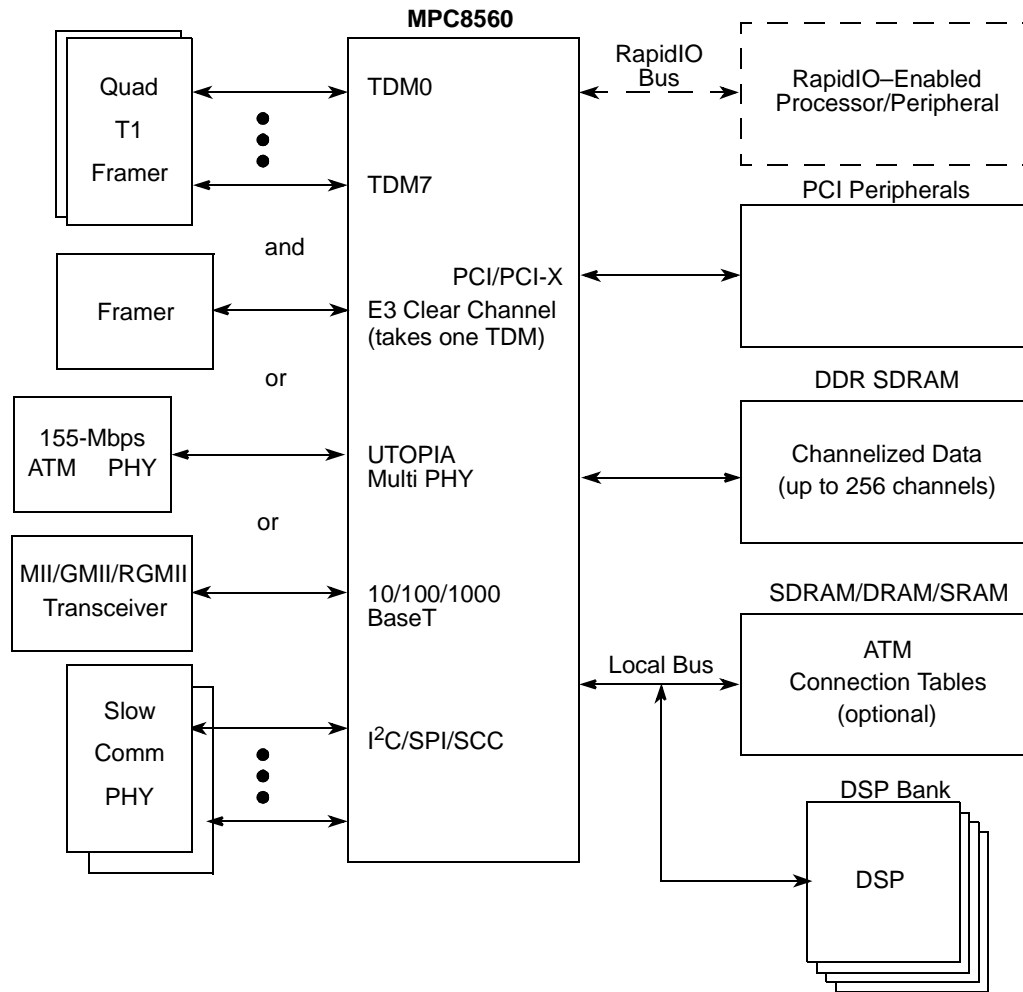 MPC8560
Quad
T1
Framer
TDM0
TDM7
and
Framer
E3 Clear Channel
(takes one TDM)
or
155-Mbps
ATM PHY
UTOPIA
Multi PHY
or
MII/GMII/RGMII
Transceiver
10/100/1000
BaseT
Slow
Comm
PHY
I²C/SPI/SCC
RapidIO
Bus
RapidIO–Enabled
Processor/Peripheral
PCI Peripherals
PCI/PCI-X
DDR SDRAM
Channelized Data
(up to 256 channels)
SDRAM/DRAM/SRAM
Local Bus
ATM
Connection Tables
(optional)
DSP Bank
DSP